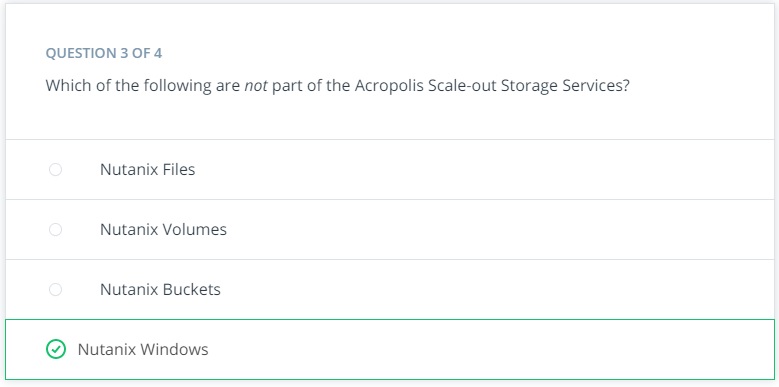 QUESTION 3 OF 4
Which of the following are not part of the Acropolis Scale-out Storage Services?
Nutanix Files
Nutanix Volumes
Nutanix Buckets
Nutanix Windows